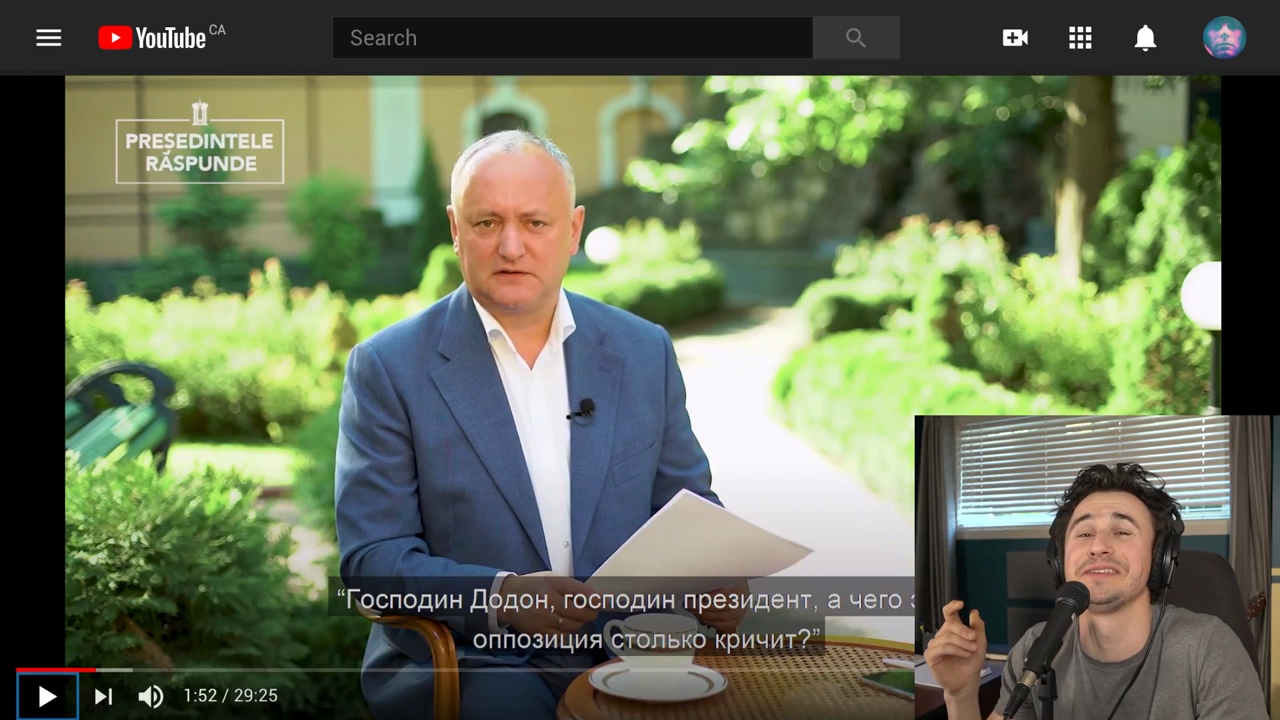 YouTube CA
Search
PREȘEDINTELE
RĂSPUNDE
“Господин Додон, господин президент, а чего
оппозиция столько кричит?”
1:52 / 29:25